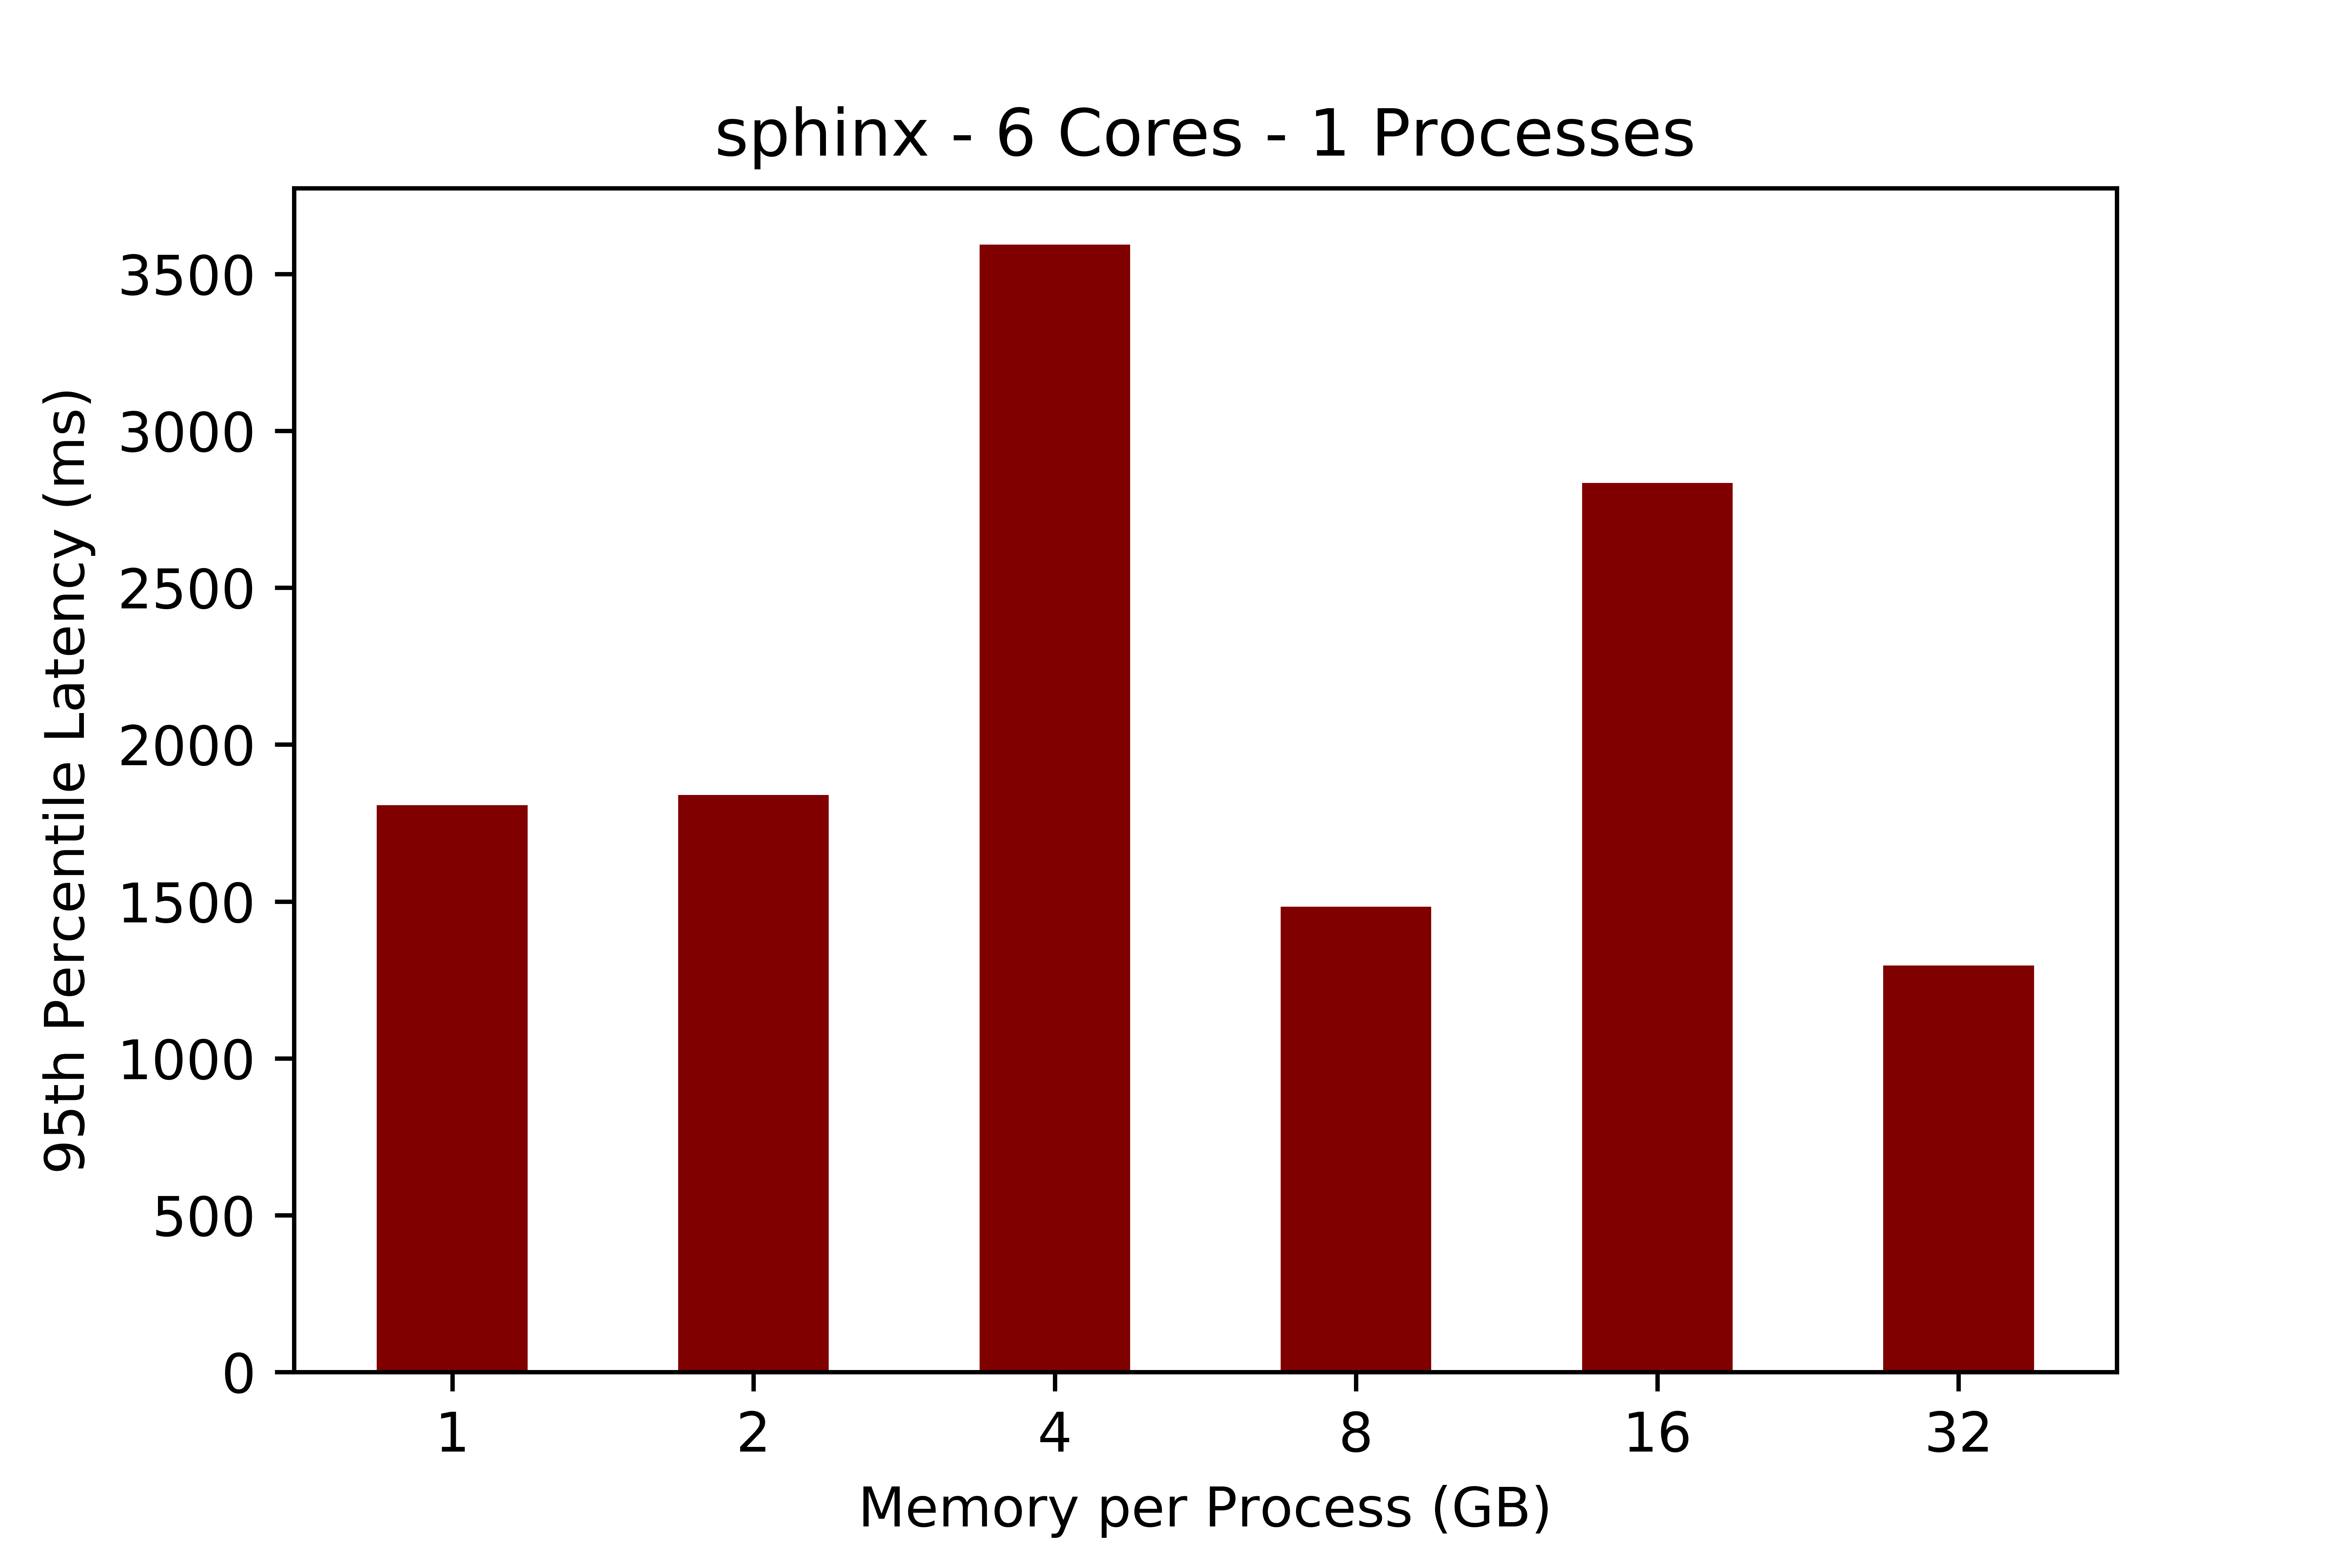 sphinx - 6 Cores - 1 Processes
95th Percentile Latency (ms)
3500
3000
2500
2000
1500
1000
500
0
1 2 4 8 16 32
Memory per Process (GB)